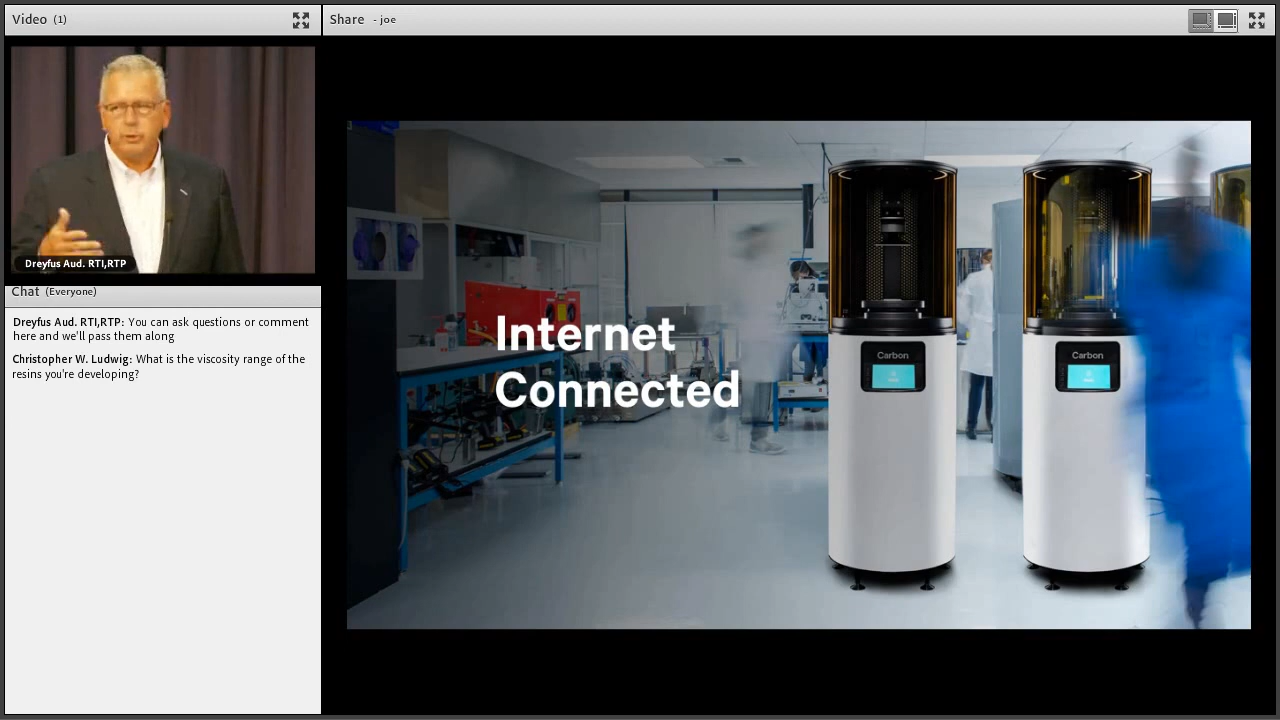 Video (1)
Share - joe
Dreyfus Aud. RTI,RTP
Chat (Everyone)
Dreyfus Aud. RTI,RTP: You can ask questions or comment
here and we'll pass them along
Christopher W. Ludwig: What is the viscosity range of the
resins you're developing?
Internet
Connected
Carbon
Carbon